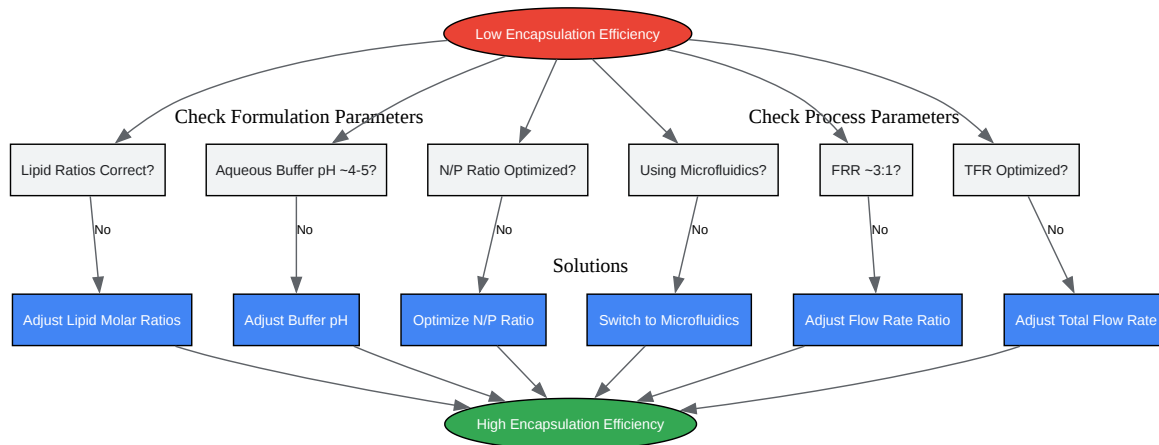 Low Encapsulation Efficiency
Check Formulation Parameters
Check Process Parameters
Lipid Ratios Correct?
Aqueous Buffer pH ~4-5?
N/P Ratio Optimized?
Using Microfluidics?
FRR ~3:1?
TFR Optimized?
No
No
No
No
No
No
Solutions
Adjust Lipid Molar Ratios
Adjust Buffer pH
Optimize N/P Ratio
Switch to Microfluidics
Adjust Flow Rate Ratio
Adjust Total Flow Rate
High Encapsulation Efficiency